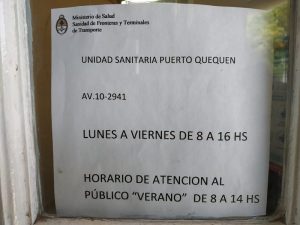 Ministerio de Salud
Sanidad de Fronteras y Terminales
de Transporte
UNIDAD SANITARIA PUERTO QUEQUEN
AV.10-2941
LUNES A VIERNES DE 8 A 16 HS
HORARIO DE ATENCION AL
PÚBLICO "VERANO" DE 8 A 14 HS